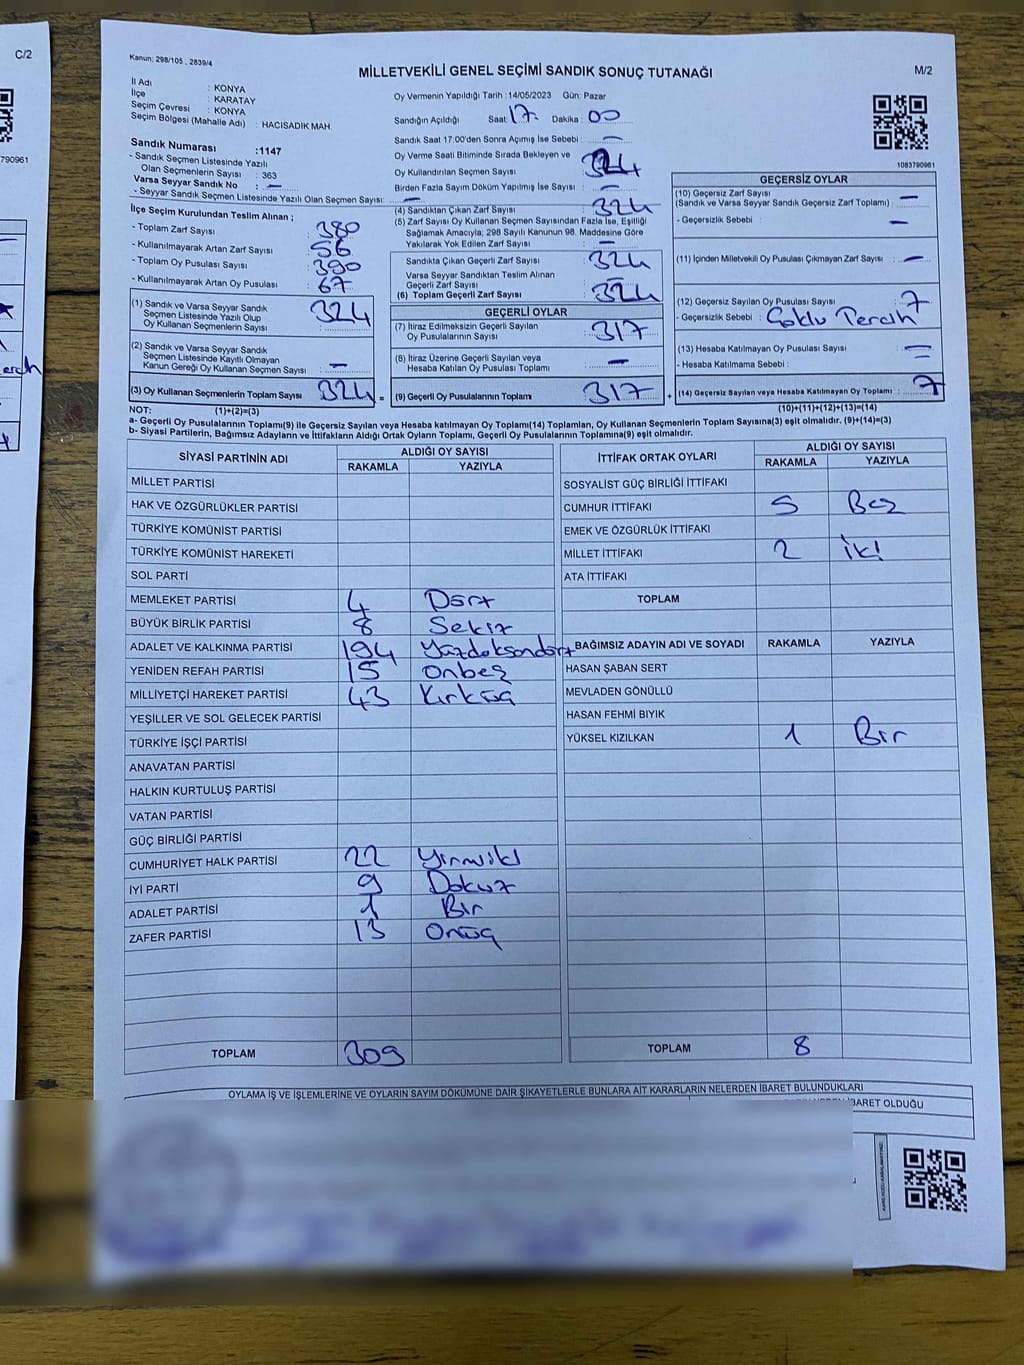 C/2
790961
erch
Kanun; 298/105 , 2839/4
MİLLETVEKİLİ GENEL SEÇİMİ SANDIK SONUÇ TUTANAĞI
M/2
İl Adı : KONYA
İlçe : KARATAY
Seçim Çevresi : KONYA
Seçim Bölgesi (Mahalle Adı) : HACISADIK MAH.
Oy Vermenin Yapıldığı Tarih :14/05/2023 Gün: Pazar
Sandığın Açıldığı Saat: 17 Dakika : 00
Sandık Saat 17:00'den Sonra Açımış İse Sebebi : —
Oy Verme Saati Bitiminde Sırada Bekleyen ve
Oy Kullandırılan Seçmen Sayısı : 324
Birden Fazla Sayım Döküm Yapılmış İse Sayısı : —
1083790961
Sandık Numarası :1147
- Sandık Seçmen Listesinde Yazılı
Olan Seçmenlerin Sayısı : 363
Varsa Seyyar Sandık No : —
- Seyyar Sandık Seçmen Listesinde Yazılı Olan Seçmen Sayısı: —
İlçe Seçim Kurulundan Teslim Alınan ;
- Toplam Zarf Sayısı : 380
- Kullanılmayarak Artan Zarf Sayısı : 56
- Toplam Oy Pusulası Sayısı : 390
- Kullanılmayarak Artan Oy Pusulası : 67
(1) Sandık ve Varsa Seyyar Sandık
Seçmen Listesinde Yazılı Olup
Oy Kullanan Seçmenlerin Sayısı : 324
(2) Sandık ve Varsa Seyyar Sandık
Seçmen Listesinde Kayıtlı Olmayan
Kanun Gereği Oy Kullanan Seçmen Sayısı : —
(3) Oy Kullanan Seçmenlerin Toplam Sayısı 324 =
(4) Sandıktan Çıkan Zarf Sayısı : 324
(5) Zarf Sayısı Oy Kullanan Seçmen Sayısından Fazla İse, Eşitliği
Sağlamak Amacıyla; 298 Sayılı Kanunun 98. Maddesine Göre
Yakılarak Yok Edilen Zarf Sayısı : —
Sandıkta Çıkan Geçerli Zarf Sayısı : 324
Varsa Seyyar Sandıktan Teslim Alınan
Geçerli Zarf Sayısı :
(6) Toplam Geçerli Zarf Sayısı : 324
GEÇERLİ OYLAR
(7) İtiraz Edilmeksizin Geçerli Sayılan
Oy Pusulalarının Sayısı : 317
(8) İtiraz Üzerine Geçerli Sayılan veya
Hesaba Katılan Oy Pusulası Toplamı : —
(9) Geçerli Oy Pusulalarının Toplamı : 317 +
GEÇERSİZ OYLAR
(10) Geçersiz Zarf Sayısı
(Sandık ve Varsa Seyyar Sandık Geçersiz Zarf Toplamı) : —
- Geçersizlik Sebebi : —
(11) İçinden Milletvekili Oy Pusulası Çıkmayan Zarf Sayısı : —
(12) Geçersiz Sayılan Oy Pusulası Sayısı : 7
- Geçersizlik Sebebi : Çoklu Tercih
(13) Hesaba Katılmayan Oy Pusulası Sayısı : —
- Hesaba Katılmama Sebebi : —
(14) Geçersiz Sayılan veya Hesaba Katılmayan Oy Toplamı : 7
NOT: (1)+(2)=(3) (10)+(11)+(12)+(13)=(14)
a- Geçerli Oy Pusulalarının Toplamı(9) ile Geçersiz Sayılan veya Hesaba katılmayan Oy Toplamı(14) Toplamları, Oy Kullanan Seçmenlerin Toplam Sayısına(3) eşit olmalıdır. (9)+(14)=(3)
b- Siyasi Partilerin, Bağımsız Adayların ve İttifakların Aldığı Ortak Oyların Toplamı, Geçerli Oy Pusulalarının Toplamına(9) eşit olmalıdır.
SİYASİ PARTİNİN ADI ALDIĞI OY SAYISI
RAKAMLA YAZIYLA
MİLLET PARTİSİ
HAK VE ÖZGÜRLÜKLER PARTİSİ
TÜRKİYE KOMÜNİST PARTİSİ
TÜRKİYE KOMÜNİST HAREKETİ
SOL PARTİ
MEMLEKET PARTİSİ 4 Dört
BÜYÜK BİRLİK PARTİSİ 8 Sekiz
ADALET VE KALKINMA PARTİSİ 194 Yüzdoksandört
YENİDEN REFAH PARTİSİ 15 Onbeş
MİLLİYETÇİ HAREKET PARTİSİ 43 Kırküç
YEŞİLLER VE SOL GELECEK PARTİSİ
TÜRKİYE İŞÇİ PARTİSİ
ANAVATAN PARTİSİ
HALKIN KURTULUŞ PARTİSİ
VATAN PARTİSİ
GÜÇ BİRLİĞİ PARTİSİ
CUMHURİYET HALK PARTİSİ 22 Yirmiiki
İYİ PARTİ 9 Dokuz
ADALET PARTİSİ 1 Bir
ZAFER PARTİSİ 13 Onüç
TOPLAM 309
İTTİFAK ORTAK OYLARI ALDIĞI OY SAYISI
RAKAMLA YAZIYLA
SOSYALİST GÜÇ BİRLİĞİ İTTİFAKI
CUMHUR İTTİFAKI 5 Beş
EMEK VE ÖZGÜRLÜK İTTİFAKI
MİLLET İTTİFAKI 2 İki
ATA İTTİFAKI
TOPLAM
BAĞIMSIZ ADAYIN ADI VE SOYADI RAKAMLA YAZIYLA
HASAN ŞABAN SERT
MEVLADEN GÖNÜLLÜ
HASAN FEHMİ BIYIK
YÜKSEL KIZILKAN 1 Bir
TOPLAM 8
OYLAMA İŞ VE İŞLEMLERİNE VE OYLARIN SAYIM DÖKÜMÜNE DAİR ŞİKAYETLERLE BUNLARA AİT KARARLARIN NELERDEN İBARET BULUNDUKLARI
İBARET OLDUĞU